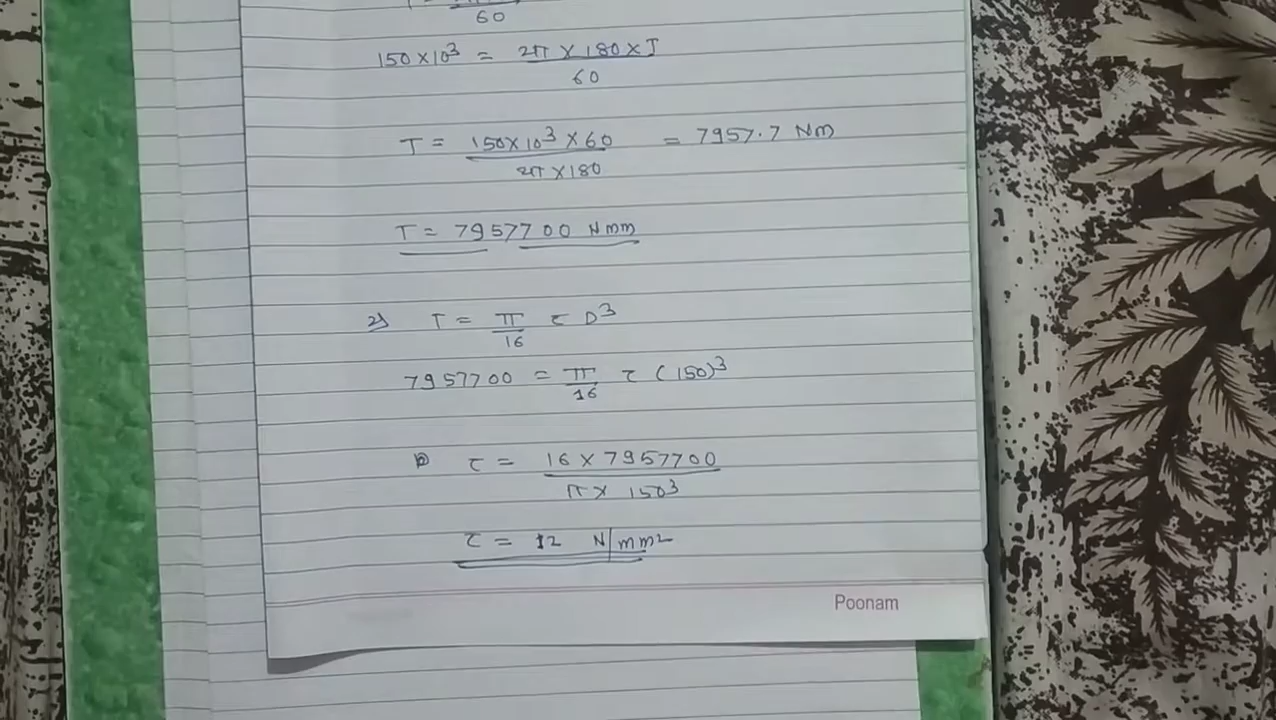 60
150×10³ = 2π × 180 × T
60
T = 150×10³ × 60 = 7957.7 Nm
2π × 180
T = 7957700 Nmm
2) T = π τ D³
16
7957700 = π τ (150)³
16
τ = 16 × 7957700
π × 150³
τ = 12 N/mm2
Poonam